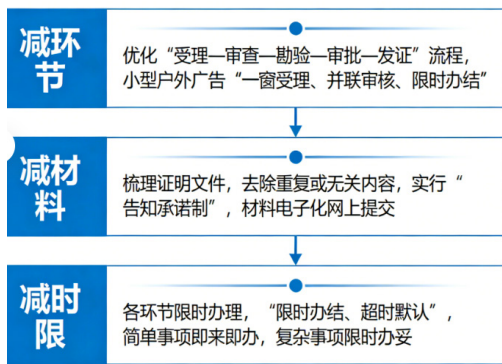 减环
节
优化“受理—审查—勘验—审批—发证”流程，
小型户外广告“一窗受理、并联审核、限时办结”
减材
料
梳理证明文件，去除重复或无关内容，实行“
告知承诺制”，材料电子化网上提交
减时
限
各环节限时办理，“限时办结、超时默认”，
简单事项即来即办，复杂事项限时办妥